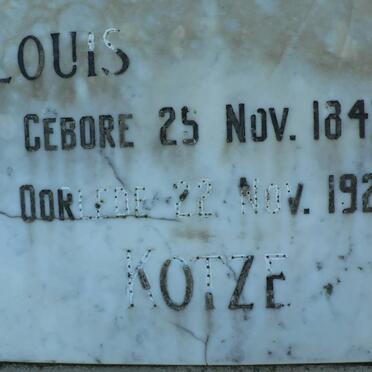 LOUIS
GEBORE 25 NOV. 184
OORLEDE 22 NOV. 192
KOTZE